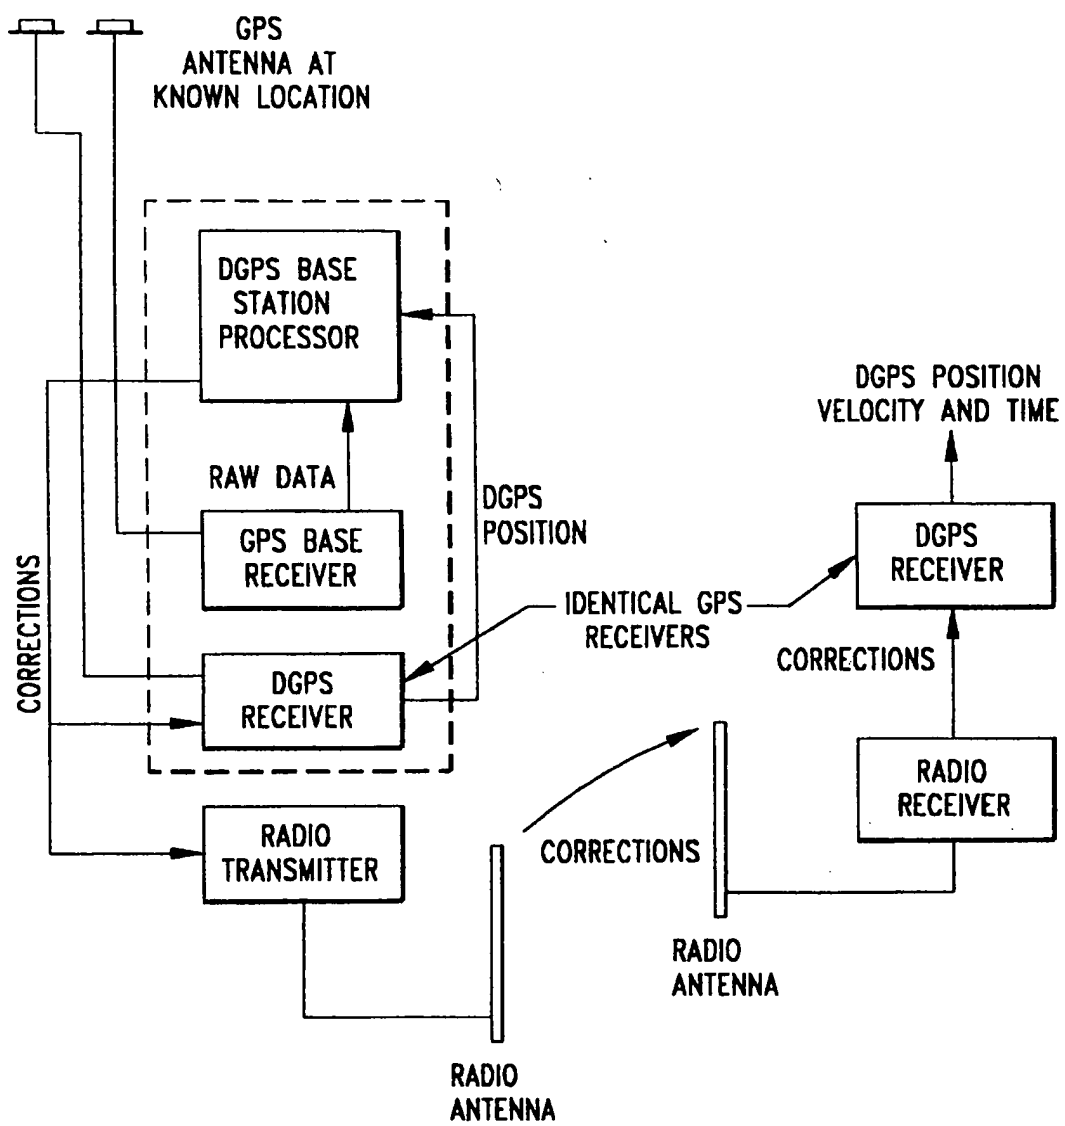 GPS
ANTENNA AT
KNOWN LOCATION
DGPS BASE
STATION
PROCESSOR
RAW DATA
GPS BASE
RECEIVER
DGPS
POSITION
CORRECTIONS
DGPS
RECEIVER
IDENTICAL GPS
RECEIVERS
RADIO
TRANSMITTER
CORRECTIONS
RADIO
ANTENNA
DGPS POSITION
VELOCITY AND TIME
DGPS
RECEIVER
CORRECTIONS
RADIO
RECEIVER
RADIO
ANTENNA